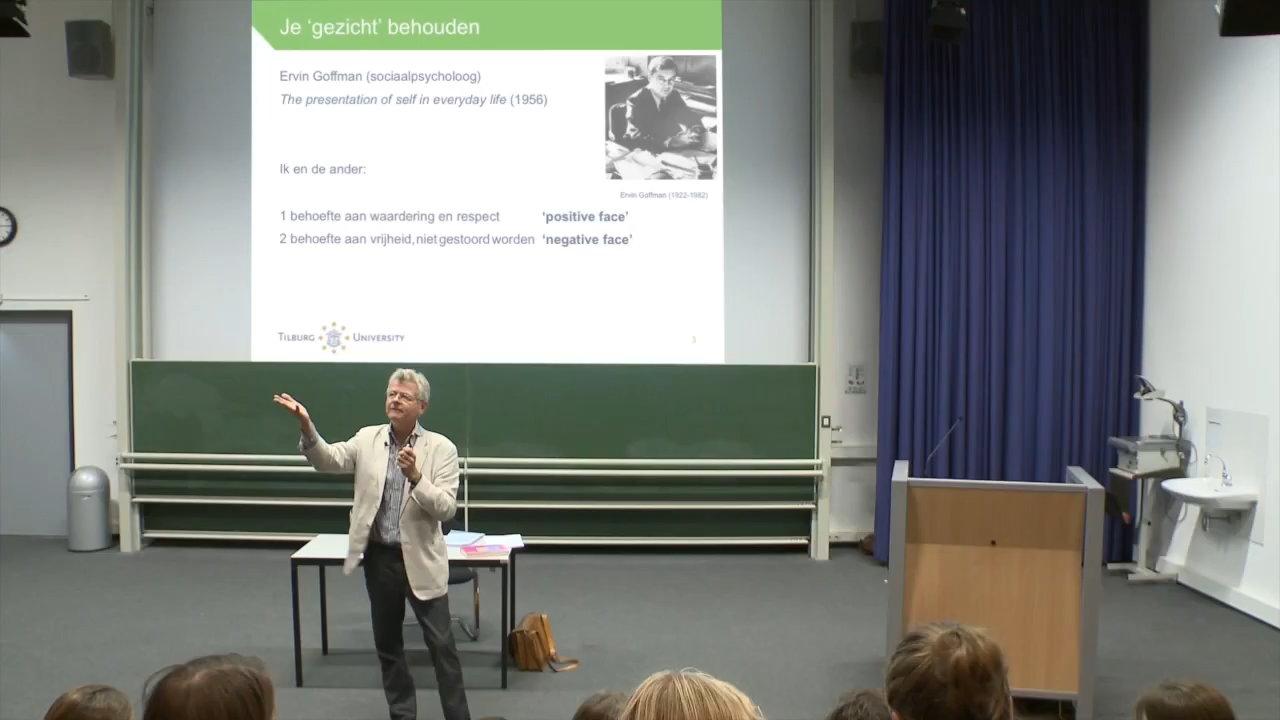 Je ‘gezicht’ behouden
Ervin Goffman (sociaalpsycholoog)
The presentation of self in everyday life (1956)
Ervin Goffman (1922-1982)
Ik en de ander:
1 behoefte aan waardering en respect ‘positive face’
2 behoefte aan vrijheid, niet gestoord worden ‘negative face’
TILBURG UNIVERSITY
3